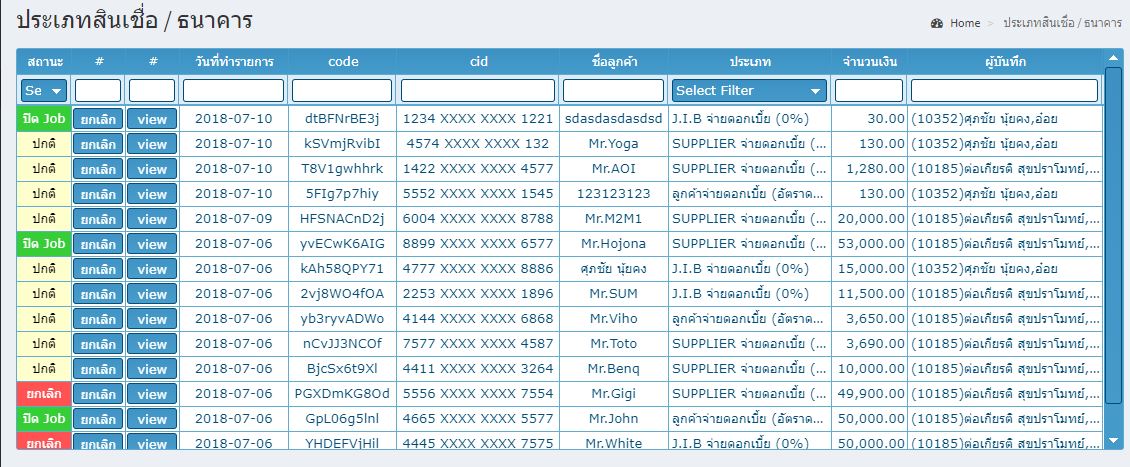 ประเภทสินเชื่อ / ธนาคาร
Home > ประเภทสินเชื่อ / ธนาคาร
สถานะ # # วันที่ทำรายการ code cid ชื่อลูกค้า ประเภท จำนวนเงิน ผู้บันทึก
Se Select Filter
ปิด Job ยกเลิก view 2018-07-10 dtBFNrBE3j 1234 XXXX XXXX 1221 sdasdasdasdsd J.I.B จ่ายดอกเบี้ย (0%) 30.00 (10352)ศุภชัย นุ้ยคง,อ๋อย
ปกติ ยกเลิก view 2018-07-10 kSVmjRvibI 4574 XXXX XXXX 132 Mr.Yoga SUPPLIER จ่ายดอกเบี้ย (... 130.00 (10352)ศุภชัย นุ้ยคง,อ๋อย
ปกติ ยกเลิก view 2018-07-10 T8V1gwhhrk 1422 XXXX XXXX 4577 Mr.AOI SUPPLIER จ่ายดอกเบี้ย (... 1,280.00 (10185)ต่อเกียรติ สุขปราโมทย์,...
ปกติ ยกเลิก view 2018-07-10 5FIg7p7hiy 5552 XXXX XXXX 1545 123123123 ลูกค้าจ่ายดอกเบี้ย (อัตราด... 130.00 (10352)ศุภชัย นุ้ยคง,อ๋อย
ปกติ ยกเลิก view 2018-07-09 HFSNACnD2j 6004 XXXX XXXX 8788 Mr.M2M1 SUPPLIER จ่ายดอกเบี้ย (... 20,000.00 (10185)ต่อเกียรติ สุขปราโมทย์,...
ปิด Job ยกเลิก view 2018-07-06 yvECwK6AIG 8899 XXXX XXXX 6577 Mr.Hojona SUPPLIER จ่ายดอกเบี้ย (... 53,000.00 (10185)ต่อเกียรติ สุขปราโมทย์,...
ปกติ ยกเลิก view 2018-07-06 kAh58QPY71 4777 XXXX XXXX 8886 ศุภชัย นุ้ยคง J.I.B จ่ายดอกเบี้ย (0%) 15,000.00 (10352)ศุภชัย นุ้ยคง,อ๋อย
ปกติ ยกเลิก view 2018-07-06 2vj8WO4fOA 2253 XXXX XXXX 1896 Mr.SUM J.I.B จ่ายดอกเบี้ย (0%) 11,500.00 (10185)ต่อเกียรติ สุขปราโมทย์,...
ปกติ ยกเลิก view 2018-07-06 yb3ryvADWo 4144 XXXX XXXX 6868 Mr.Viho ลูกค้าจ่ายดอกเบี้ย (อัตราด... 3,650.00 (10185)ต่อเกียรติ สุขปราโมทย์,...
ปกติ ยกเลิก view 2018-07-06 nCvJJ3NCOf 7577 XXXX XXXX 4587 Mr.Toto SUPPLIER จ่ายดอกเบี้ย (... 3,690.00 (10185)ต่อเกียรติ สุขปราโมทย์,...
ปกติ ยกเลิก view 2018-07-06 BjcSx6t9Xl 4411 XXXX XXXX 3264 Mr.Benq SUPPLIER จ่ายดอกเบี้ย (... 10,000.00 (10185)ต่อเกียรติ สุขปราโมทย์,...
ยกเลิก ยกเลิก view 2018-07-06 PGXDmKG8Od 5556 XXXX XXXX 7554 Mr.Gigi SUPPLIER จ่ายดอกเบี้ย (... 49,900.00 (10185)ต่อเกียรติ สุขปราโมทย์,...
ปิด Job ยกเลิก view 2018-07-06 GpL06g5lnl 4665 XXXX XXXX 5577 Mr.John ลูกค้าจ่ายดอกเบี้ย (อัตราด... 50,000.00 (10185)ต่อเกียรติ สุขปราโมทย์,...
ยกเลิก ยกเลิก view 2018-07-06 YHDEFVjHil 4445 XXXX XXXX 7575 Mr.White J.I.B จ่ายดอกเบี้ย (0%) 50,000.00 (10185)ต่อเกียรติ สุขปราโมทย์,...